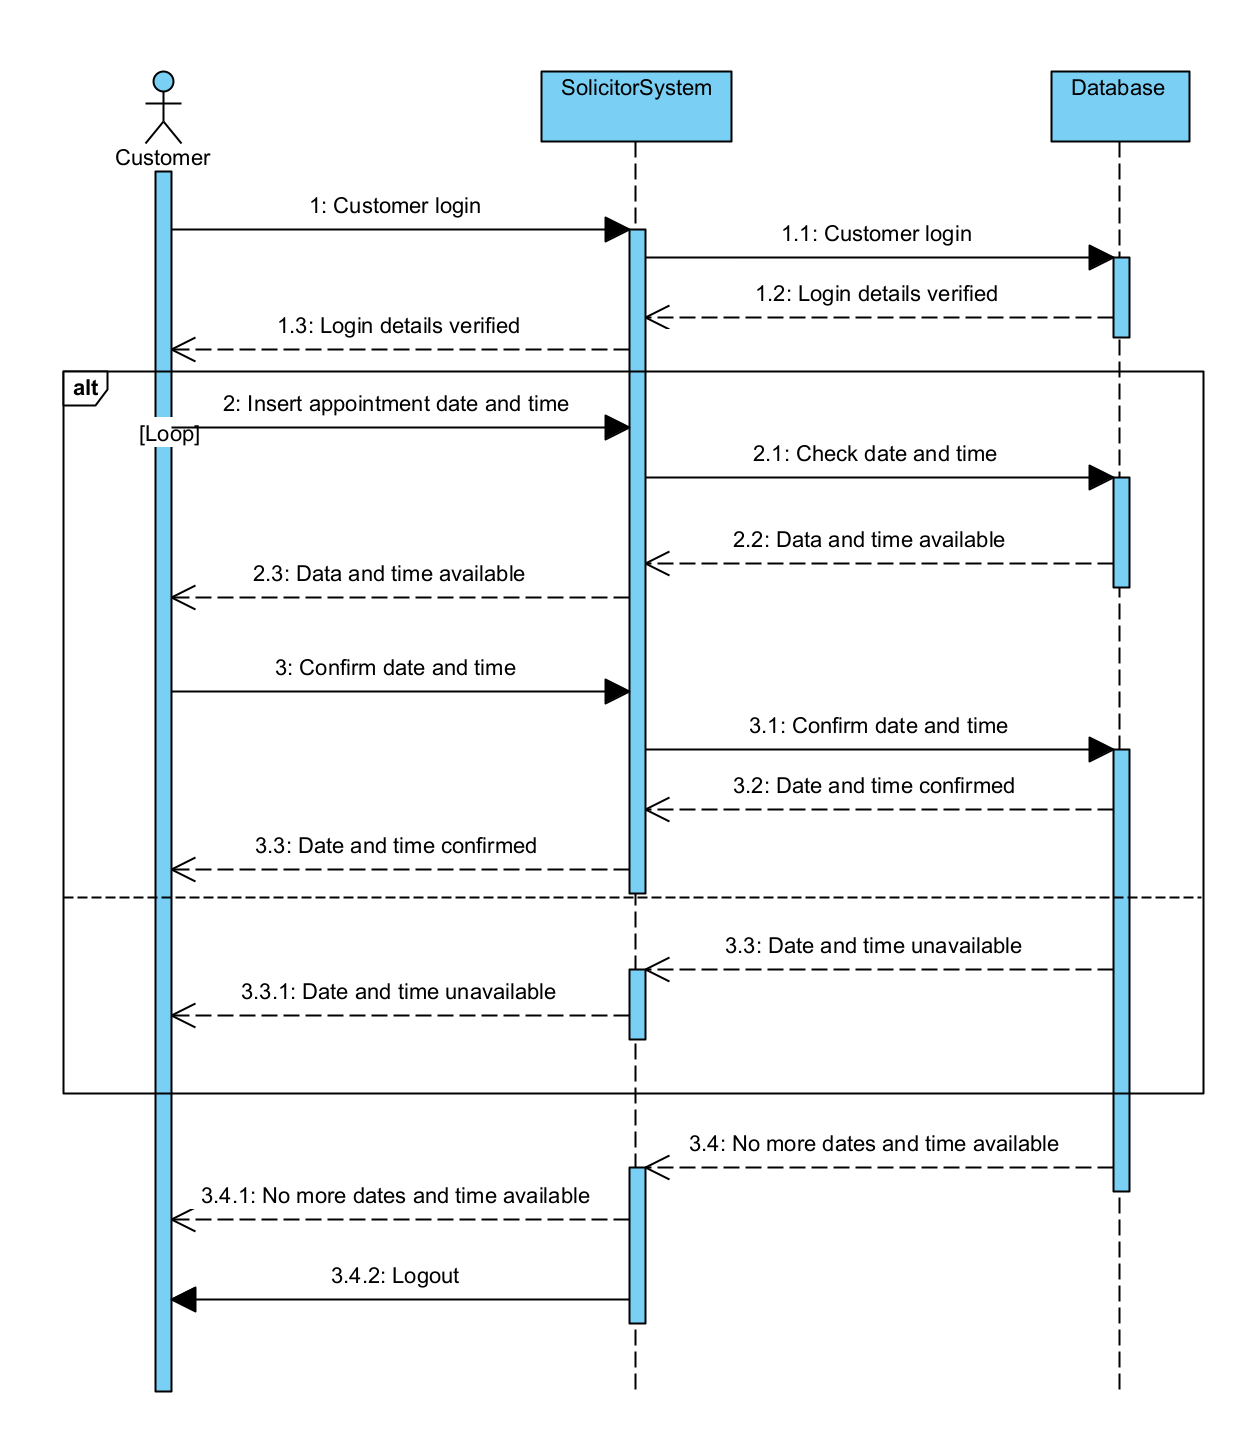 SolicitorSystem
Database
Customer
1: Customer login
1.1: Customer login
1.2: Login details verified
1.3: Login details verified
alt
2: Insert appointment date and time
[Loop]
2.1: Check date and time
2.2: Data and time available
2.3: Data and time available
3: Confirm date and time
3.1: Confirm date and time
3.2: Date and time confirmed
3.3: Date and time confirmed
3.3: Date and time unavailable
3.3.1: Date and time unavailable
3.4: No more dates and time available
3.4.1: No more dates and time available
3.4.2: Logout